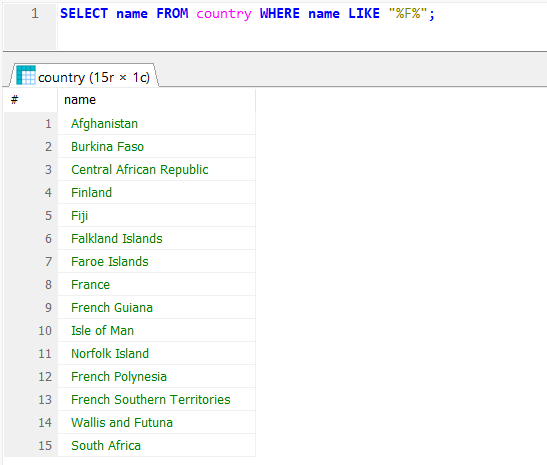 1 SELECT name FROM country WHERE name LIKE "%F%";
country (15r × 1c)
# name
1 Afghanistan
2 Burkina Faso
3 Central African Republic
4 Finland
5 Fiji
6 Falkland Islands
7 Faroe Islands
8 France
9 French Guiana
10 Isle of Man
11 Norfolk Island
12 French Polynesia
13 French Southern Territories
14 Wallis and Futuna
15 South Africa